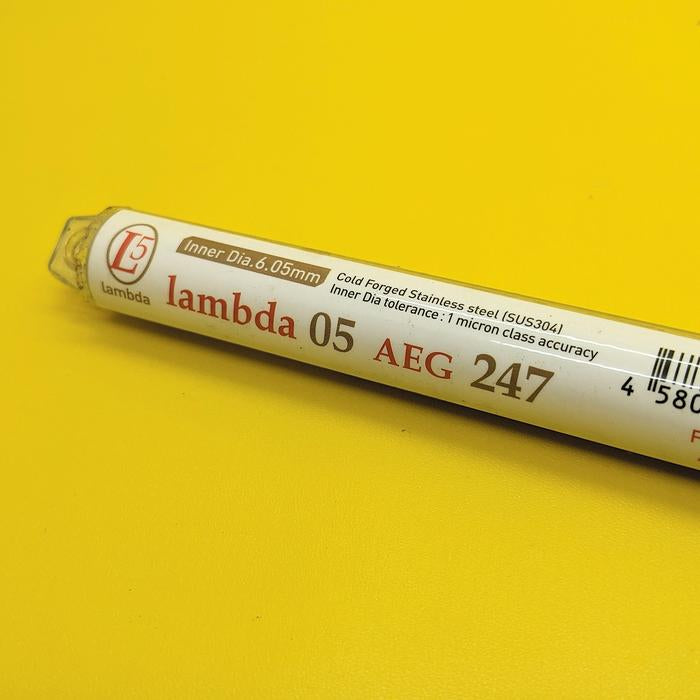 L5
lambda
Inner Dia.6.05mm
Cold Forged Stainless steel (SUS304)
Inner Dia tolerance : 1 micron class accuracy
lambda 05 AEG 247
4 580
F